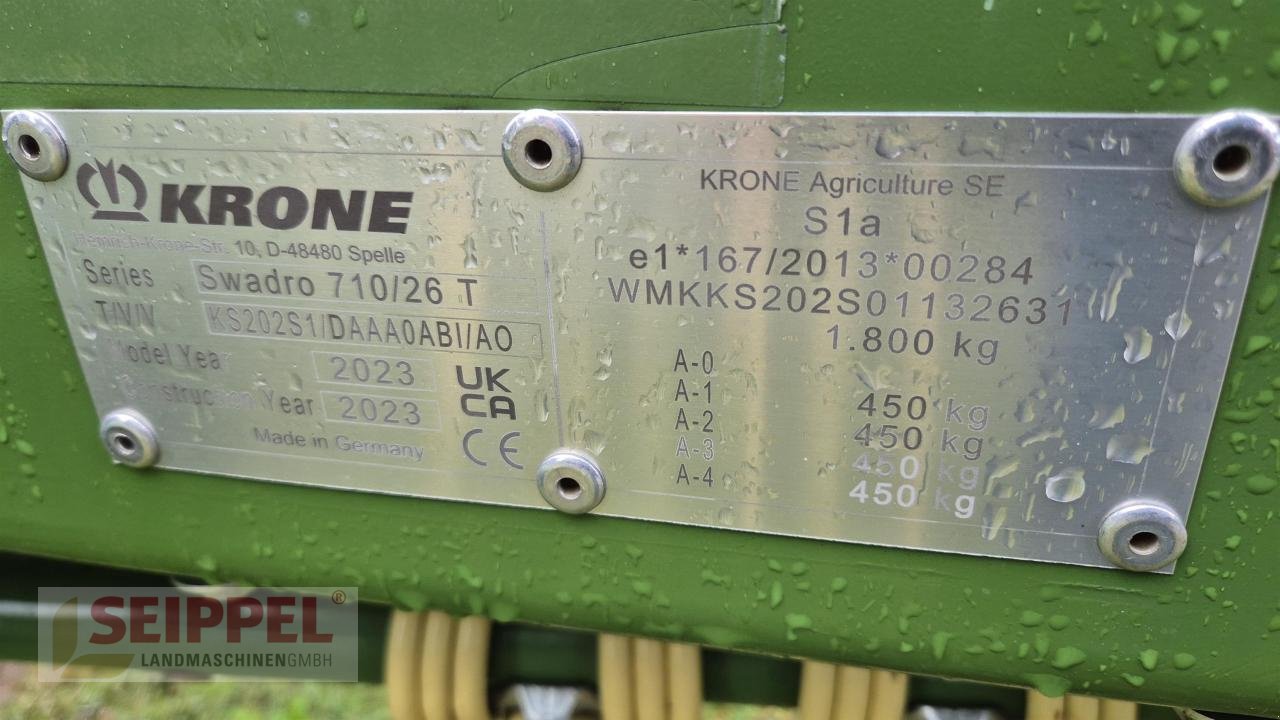 KRONE
Heinrich-Krone-Str. 10, D-48480 Spelle
Series Swadro 710/26 T
T/V/V KS202S1/DAAA0ABI/AO
Model Year 2023
Construction Year 2023
Made in Germany
UK
CA
CE
KRONE Agriculture SE
S1a
e1*167/2013*00284
WMKKS202S01132631
1.800 kg
A-0
A-1 450 kg
A-2 450 kg
A-3 450 kg
A-4 450 kg
SEIPPEL®
LANDMASCHINENGMBH